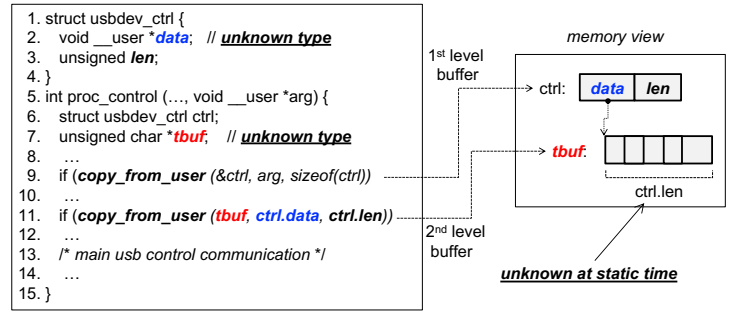 1. struct usbdev_ctrl {
2. void __user *data; // unknown type
3. unsigned len;
4. }
5. int proc_control (…, void __user *arg) {
6. struct usbdev_ctrl ctrl;
7. unsigned char *tbuf; // unknown type
8. …
9. if (copy_from_user (&ctrl, arg, sizeof(ctrl))
10. …
11. if (copy_from_user (tbuf, ctrl.data, ctrl.len))
12. …
13. /* main usb control communication */
14. …
15. }
1st level
buffer
2nd level
buffer
memory view
ctrl: data len
tbuf:
ctrl.len
unknown at static time